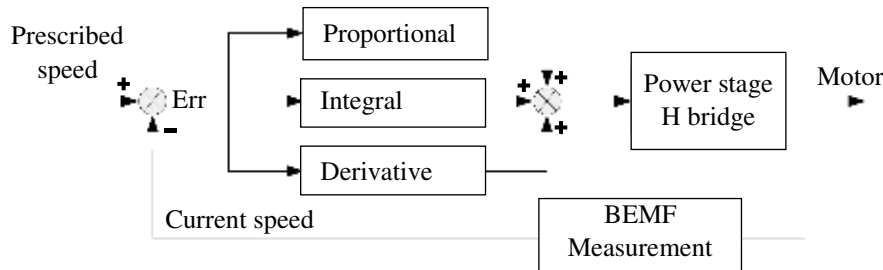 Prescribed
speed
+
−
Err
Proportional
Integral
Derivative
+
+
+
Power stage
H bridge
Motor
Current speed
BEMF
Measurement